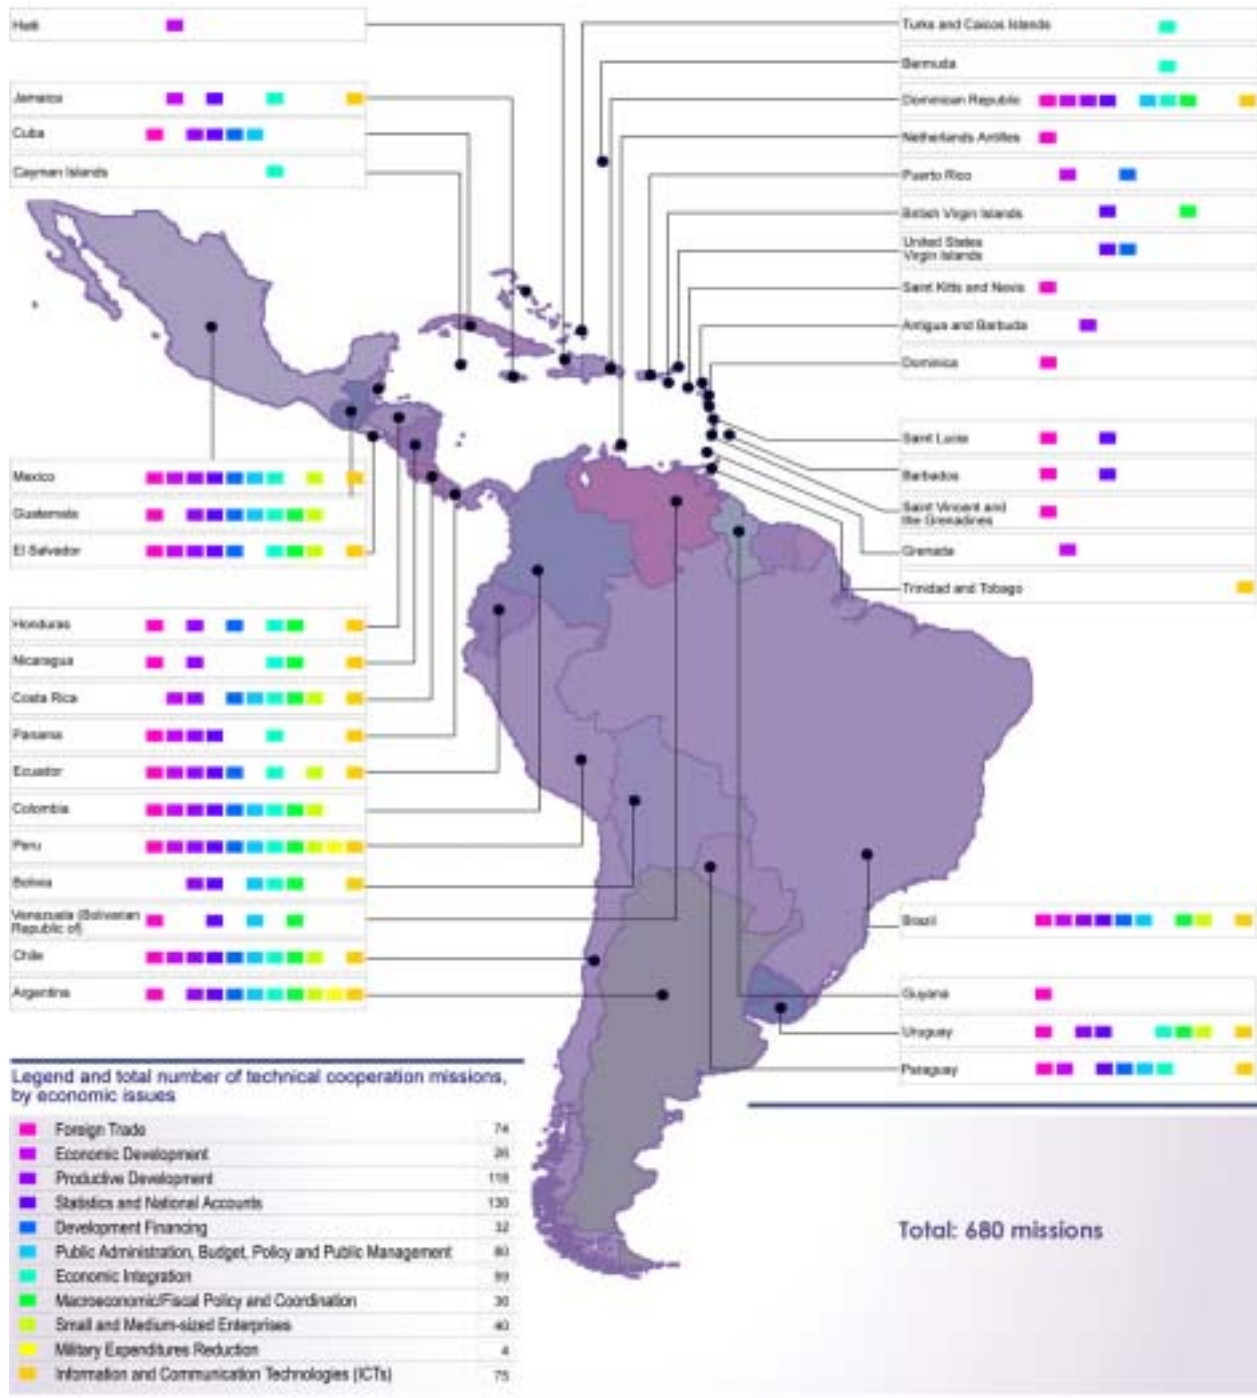 Haiti
Jamaica
Cuba
Cayman Islands
Mexico
Guatemala
El Salvador
Honduras
Nicaragua
Costa Rica
Panama
Ecuador
Colombia
Peru
Bolivia
Venezuela (Bolivarian
Republic of)
Chile
Argentina
Turks and Caicos Islands
Bermuda
Dominican Republic
Netherlands Antilles
Puerto Rico
British Virgin Islands
United States
Virgin Islands
Saint Kitts and Nevis
Antigua and Barbuda
Dominica
Saint Lucia
Barbados
Saint Vincent and
the Grenadines
Grenada
Trinidad and Tobago
Brazil
Guyana
Uruguay
Paraguay
Legend and total number of technical cooperation missions,
by economic issues
Foreign Trade 74
Economic Development 26
Productive Development
Statistics and National Accounts
Development Financing 32
Public Administration, Budget, Policy and Public Management 80
Economic Integration
Macroeconomic/Fiscal Policy and Coordination
Small and Medium-sized Enterprises 40
Military Expenditures Reduction 4
Information and Communication Technologies (ICTs) 75
Total: 680 missions